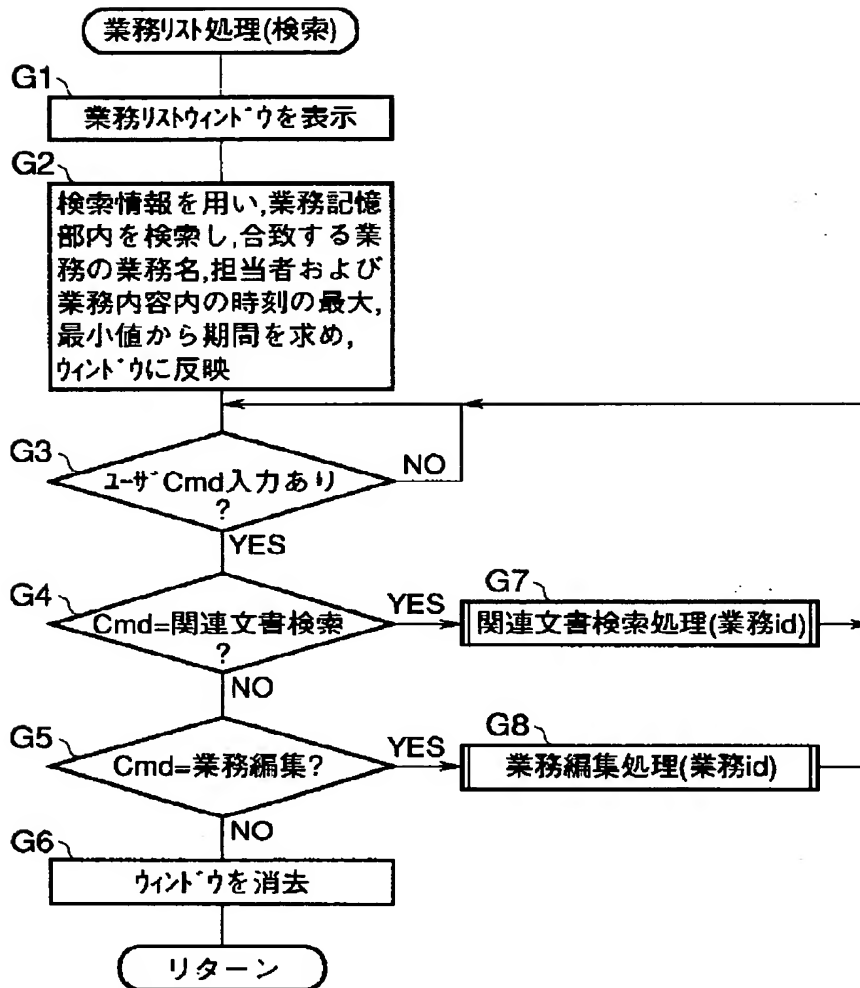 業務ﾘｽﾄ処理(検索)
G1
業務ﾘｽﾄｳｨﾝﾄﾞｳを表示
G2
検索情報を用い,業務記憶
部内を検索し,合致する業
務の業務名,担当者および
業務内容内の時刻の最大,
最小値から期間を求め,
ｳｨﾝﾄﾞｳに反映
G3
ﾕｰｻﾞCmd入力あり
?
NO
YES
G4
Cmd=関連文書検索
?
YES
G7
関連文書検索処理(業務id)
NO
G5
Cmd=業務編集?
YES
G8
業務編集処理(業務id)
NO
G6
ｳｨﾝﾄﾞｳを消去
リターン